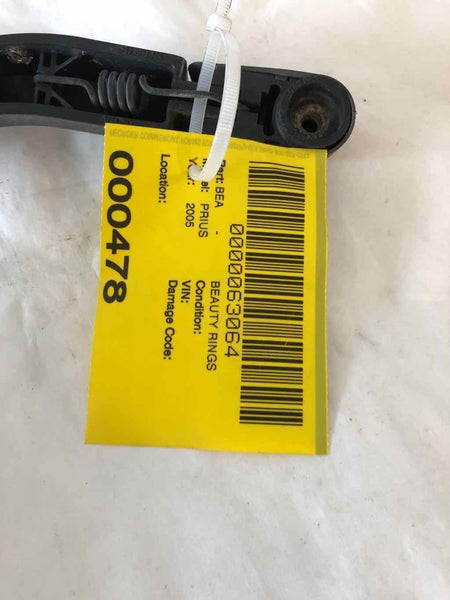 0000063064
Part: BEA - BEAUTY RINGS
Model: PRIUS Condition:
Year: 2005 VIN:
Location: Damage Code:
000478